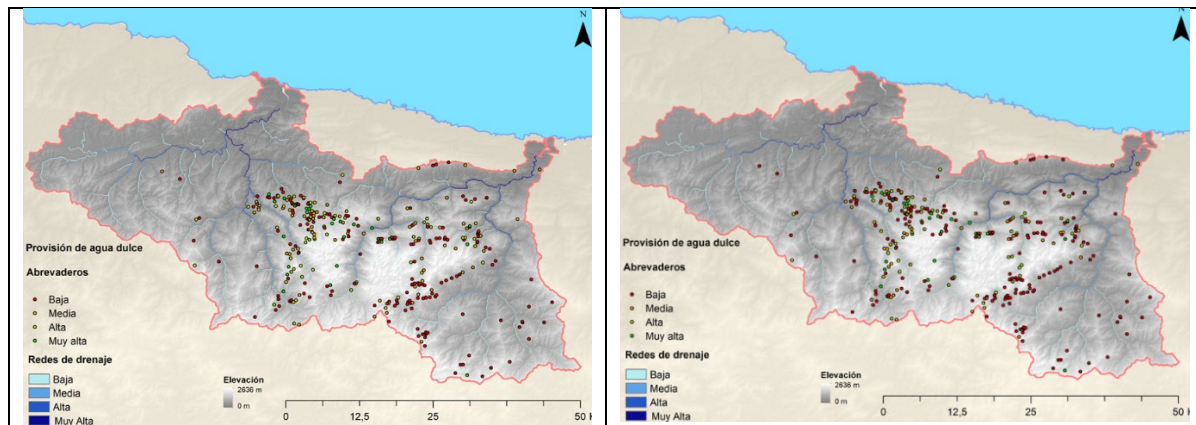 N
Provisión de agua dulce
Abrevaderos
Baja
Media
Alta
Muy alta
Redes de drenaje
Baja
Media
Alta
Muy Alta
Elevación
2636 m
0 m
0 12,5 25 50 K
N
Provisión de agua dulce
Abrevaderos
Baja
Media
Alta
Muy alta
Redes de drenaje
Baja
Media
Alta
Muy Alta
Elevación
2636 m
0 m
0 12,5 25 50 K